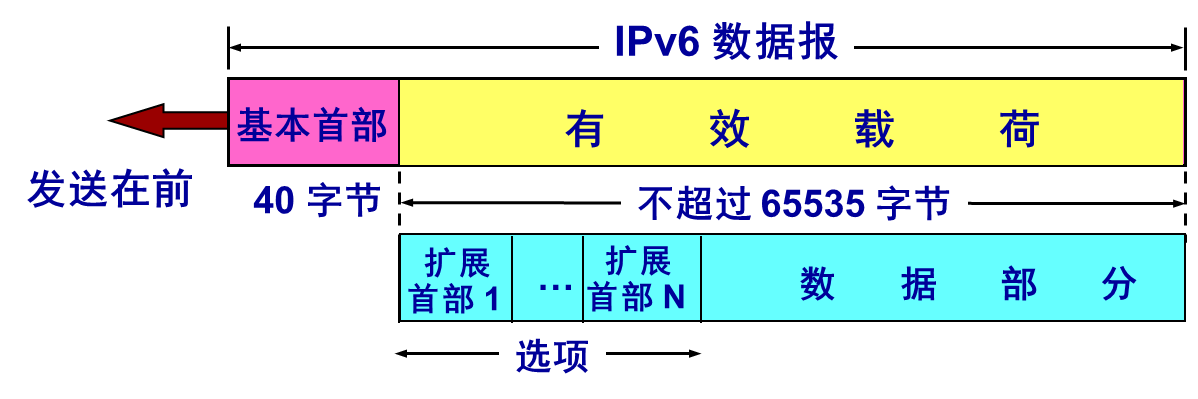 IPv6 数据报
基本首部
有效载荷
发送在前
40 字节
不超过 65535 字节
扩展
首部 1
…
扩展
首部 N
数据部分
选项